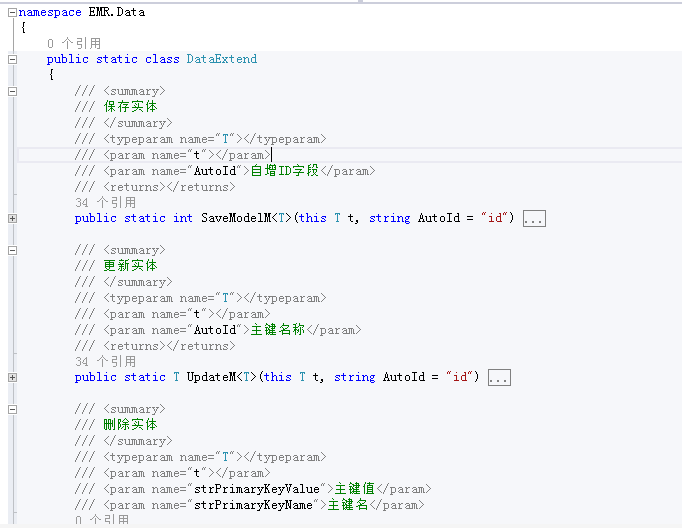 namespace EMR.Data
{
0 个引用
public static class DataExtend
{
/// <summary>
/// 保存实体
/// </summary>
/// <typeparam name="T"></typeparam>
/// <param name="t"></param>
/// <param name="AutoId">自增ID字段</param>
/// <returns></returns>
34 个引用
public static int SaveModelM<T>(this T t, string AutoId = "id") ...
/// <summary>
/// 更新实体
/// </summary>
/// <typeparam name="T"></typeparam>
/// <param name="t"></param>
/// <param name="AutoId">主键名称</param>
/// <returns></returns>
34 个引用
public static T UpdateM<T>(this T t, string AutoId = "id") ...
/// <summary>
/// 删除实体
/// </summary>
/// <typeparam name="T"></typeparam>
/// <param name="t"></param>
/// <param name="strPrimaryKeyValue">主键值</param>
/// <param name="strPrimaryKeyName">主键名</param>
0 个引用